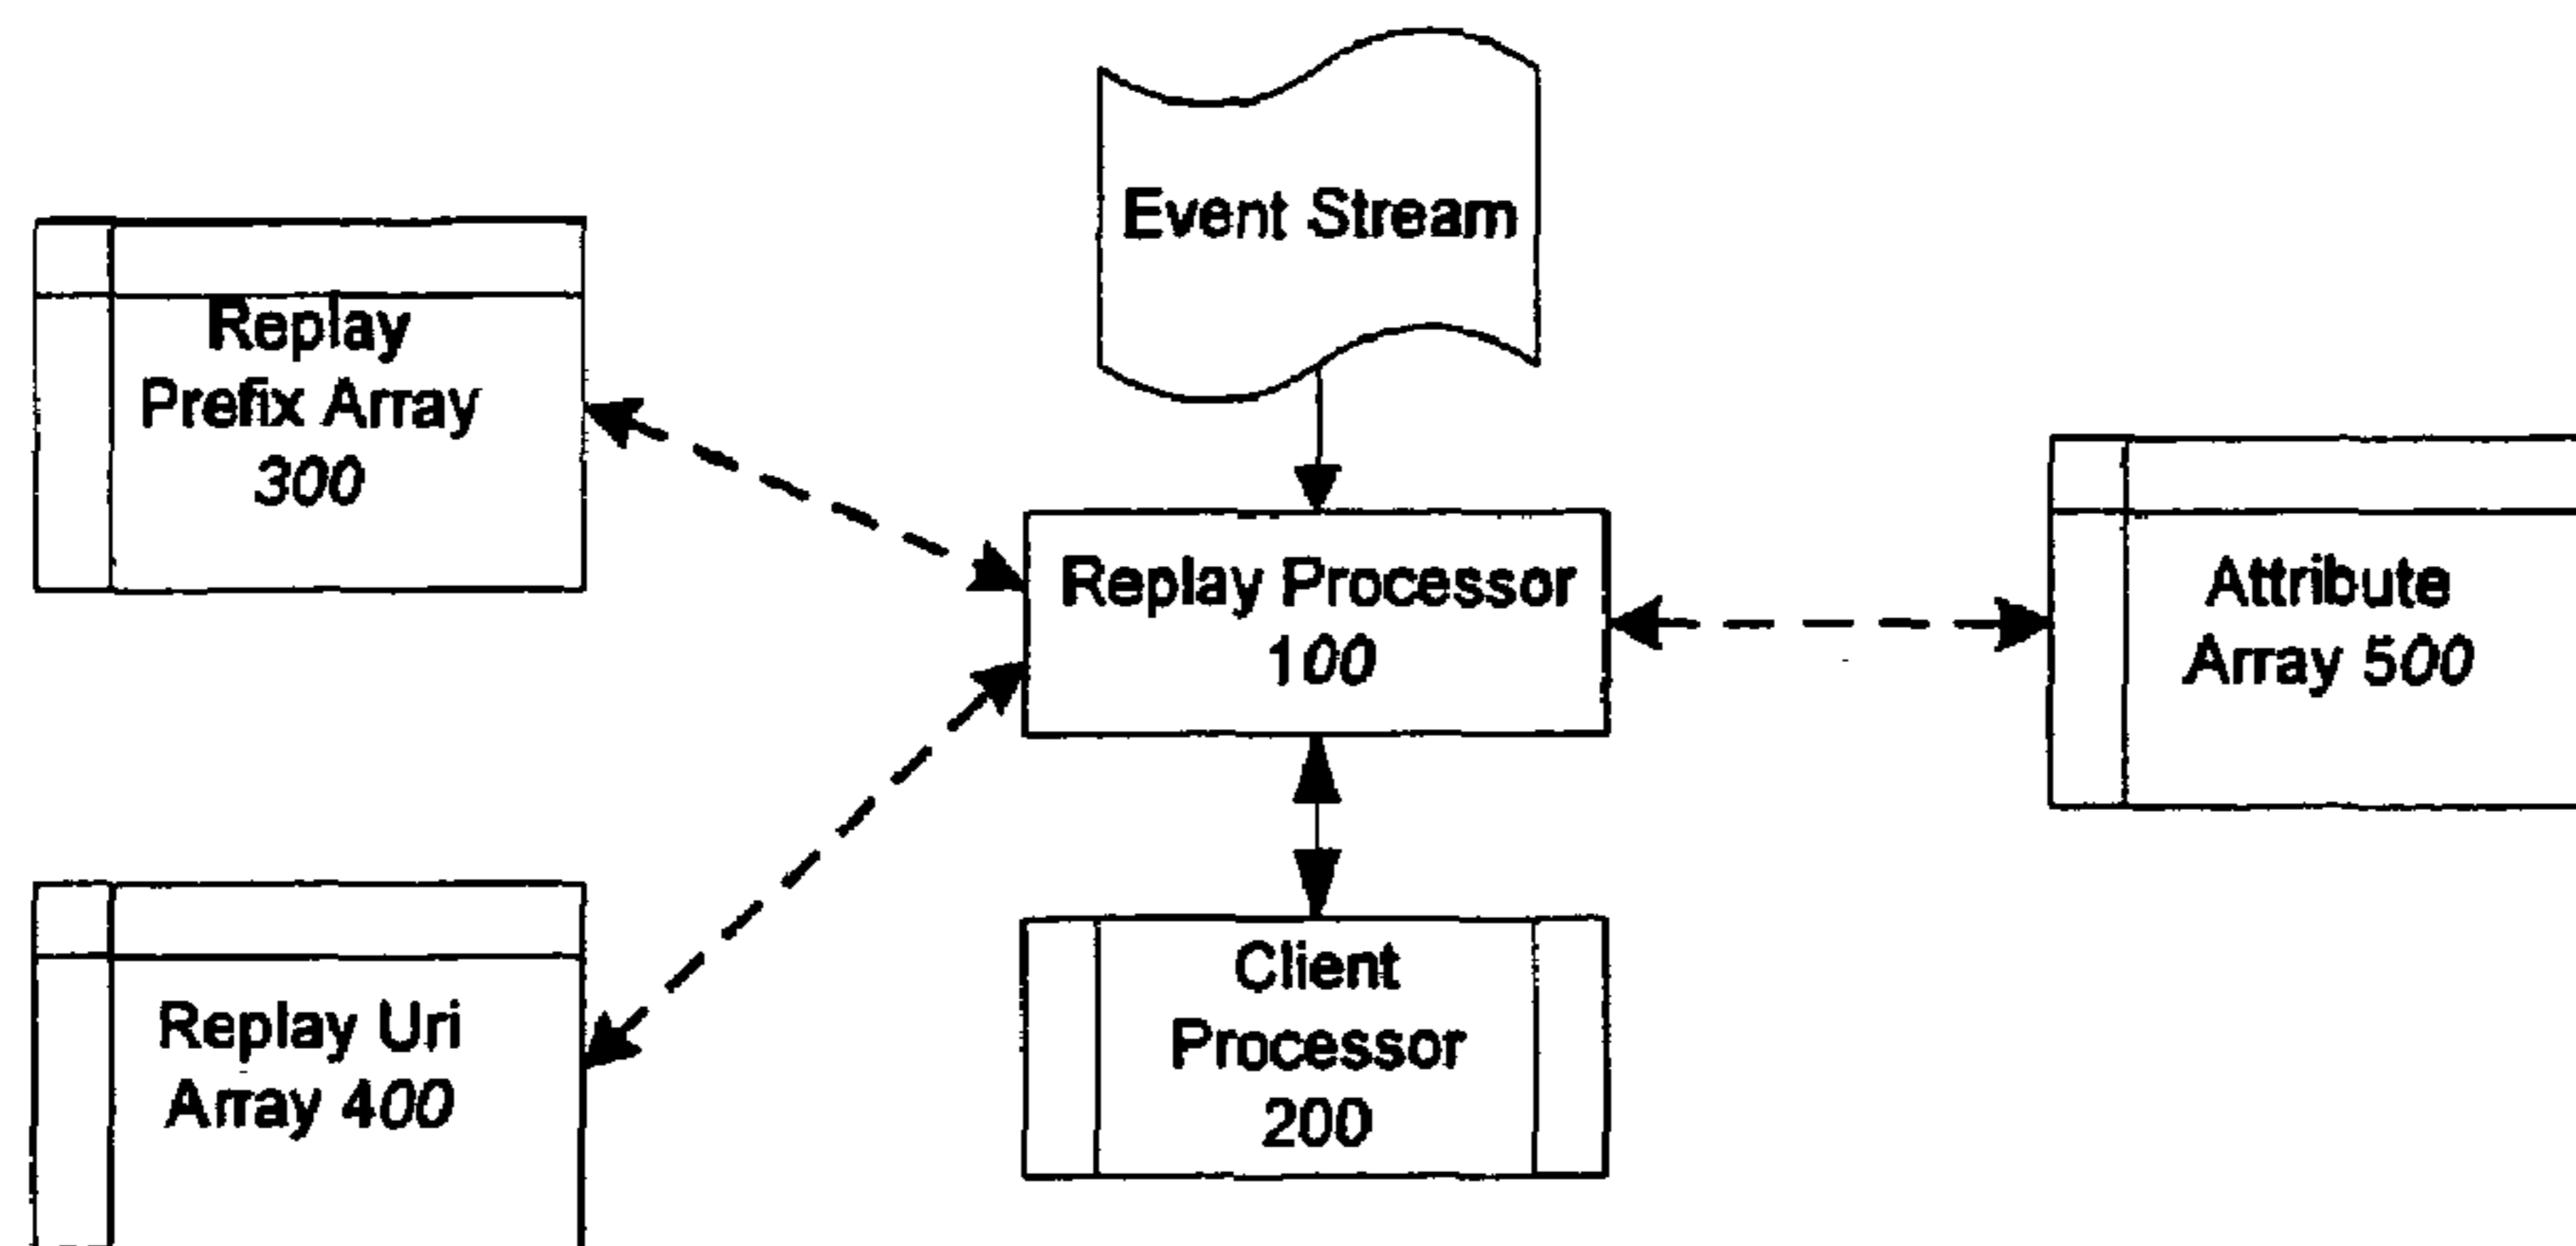 Event Stream
Replay
Prefix Array
300
Replay Processor
100
Attribute
Array 500
Replay Uri
Array 400
Client
Processor
200